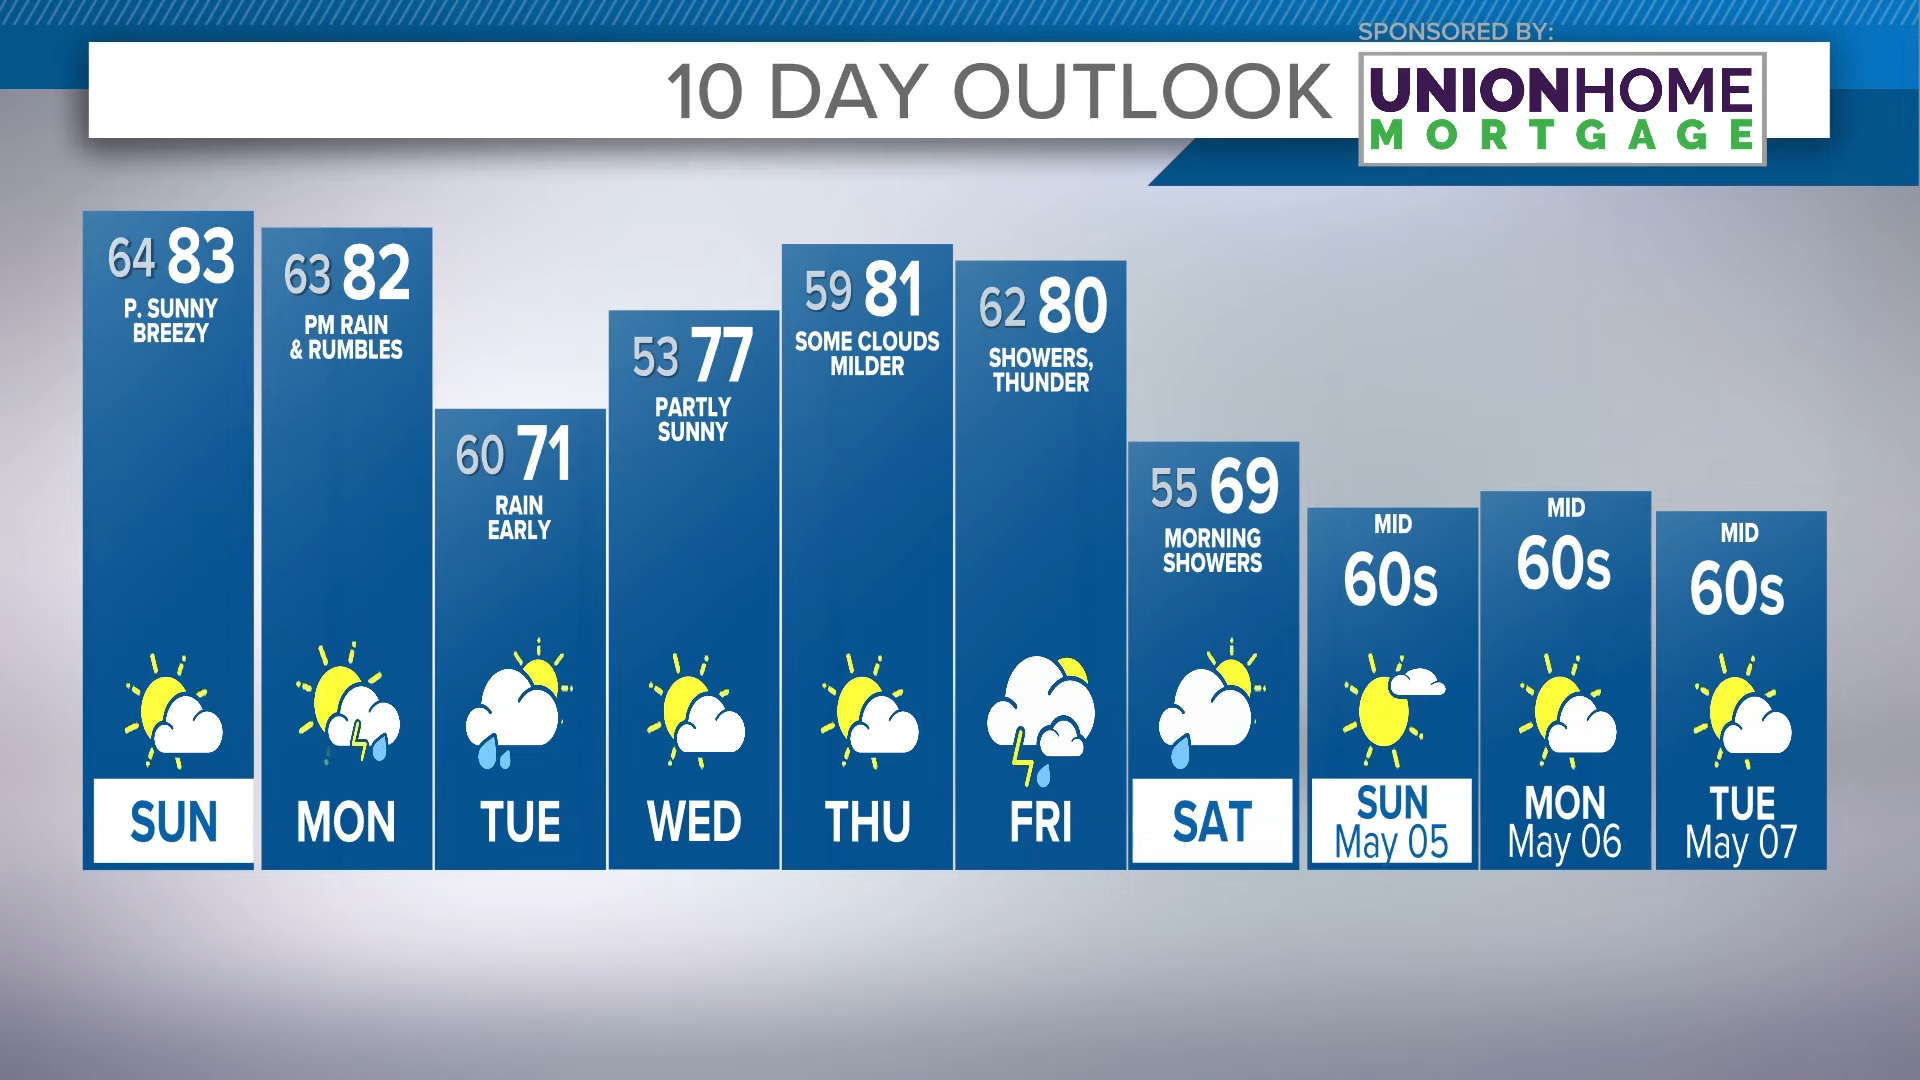 SPONSORED BY:
10 DAY OUTLOOK
UNIONHOME
MORTGAGE
64 83
P. SUNNY
BREEZY
SUN
63 82
PM RAIN
& RUMBLES
MON
60 71
RAIN
EARLY
TUE
53 77
PARTLY
SUNNY
WED
59 81
SOME CLOUDS
MILDER
THU
62 80
SHOWERS,
THUNDER
FRI
55 69
MORNING
SHOWERS
SAT
MID
60s
SUN
May 05
MID
60s
MON
May 06
MID
60s
TUE
May 07